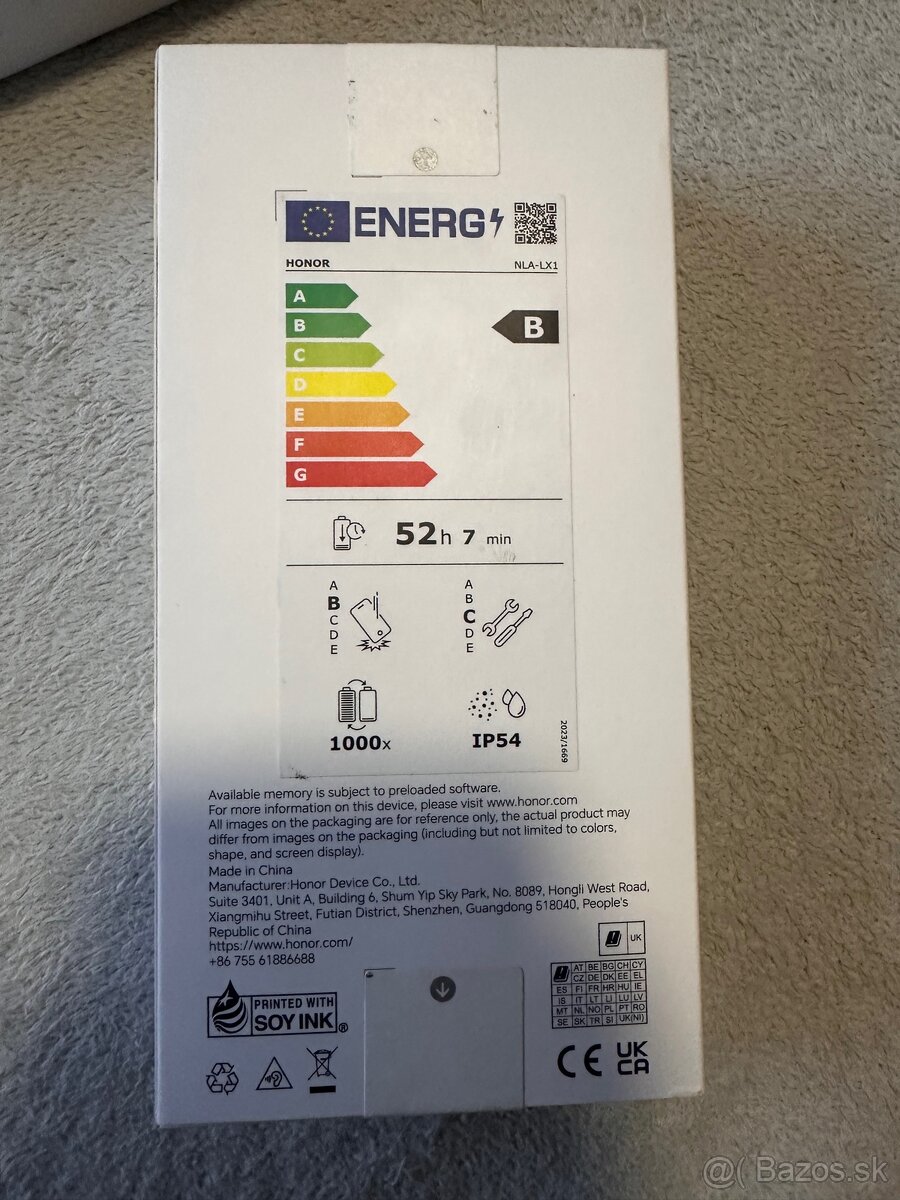 ENERG
HONOR NLA-LX1
A
B
B
C
D
E
F
G
52h 7 min
A
B
C
D
E
A
B
C
D
E
1000x
IP54
2023/1669
Available memory is subject to preloaded software.
For more information on this device, please visit www.honor.com
All images on the packaging are for reference only, the actual product may
differ from images on the packaging (including but not limited to colors,
shape, and screen display).
Made in China
Manufacturer:Honor Device Co., Ltd.
Suite 3401, Unit A, Building 6, Shum Yip Sky Park, No. 8089, Hongli West Road,
Xiangmihu Street, Futian District, Shenzhen, Guangdong 518040, People's
Republic of China
https://www.honor.com/
+86 755 61886688
UK
AT BE BG CH CY
CZ DE DK EE EL
ES FI FR HR HU IE
IS IT LT LI LU LV
MT NL NO PL PT RO
SE SK TR SI UK(NI)
PRINTED WITH
SOY INK®
CE
UK
CA
@( Bazos.sk